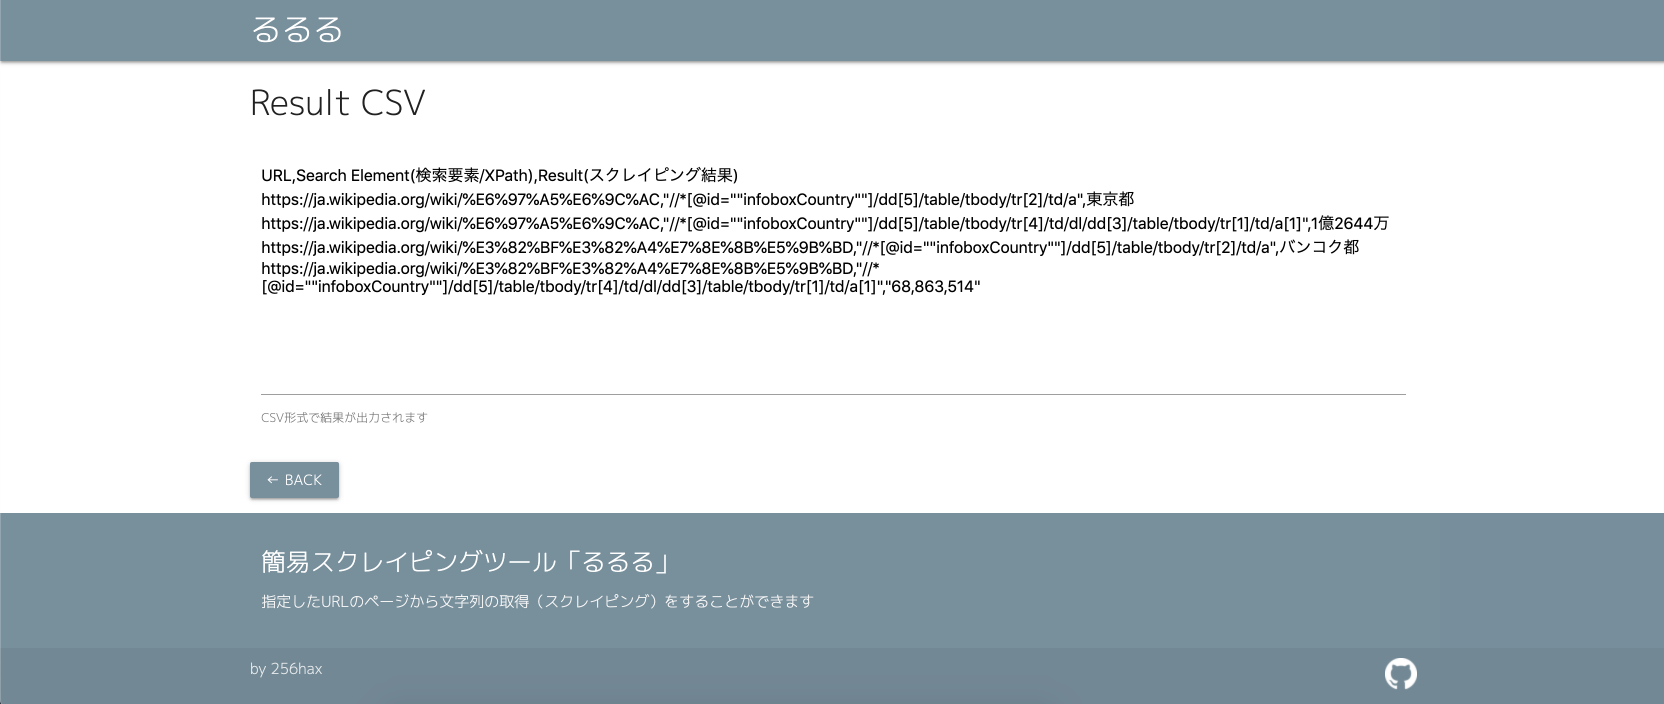 るるる
Result CSV
URL,Search Element(検索要素/XPath),Result(スクレイピング結果)
https://ja.wikipedia.org/wiki/%E6%97%A5%E6%9C%AC,"//*[@id=""infoboxCountry""]/dd[5]/table/tbody/tr[2]/td/a",東京都
https://ja.wikipedia.org/wiki/%E6%97%A5%E6%9C%AC,"//*[@id=""infoboxCountry""]/dd[5]/table/tbody/tr[4]/td/dl/dd[3]/table/tbody/tr[1]/td/a[1]",1億2644万
https://ja.wikipedia.org/wiki/%E3%82%BF%E3%82%A4%E7%8E%8B%E5%9B%BD,"//*[@id=""infoboxCountry""]/dd[5]/table/tbody/tr[2]/td/a",バンコク都
https://ja.wikipedia.org/wiki/%E3%82%BF%E3%82%A4%E7%8E%8B%E5%9B%BD,"//*
[@id=""infoboxCountry""]/dd[5]/table/tbody/tr[4]/td/dl/dd[3]/table/tbody/tr[1]/td/a[1]","68,863,514"
CSV形式で結果が出力されます
← BACK
簡易スクレイピングツール「るるる」
指定したURLのページから文字列の取得（スクレイピング）をすることができます
by 256hax